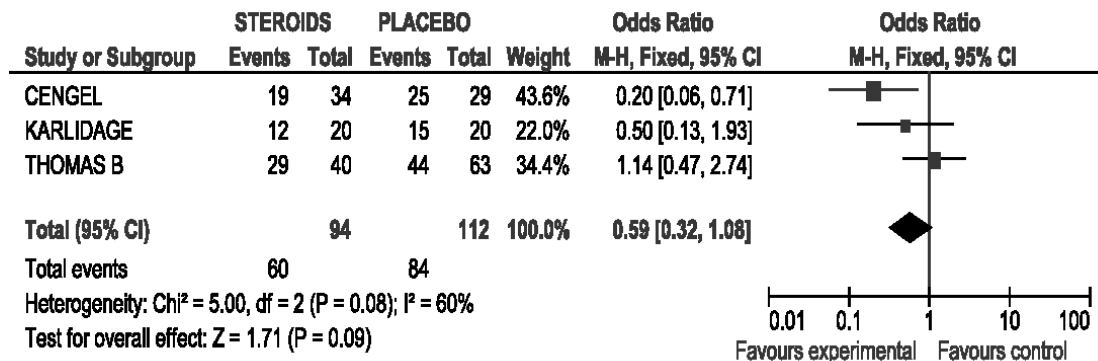 STEROIDS PLACEBO Odds Ratio Odds Ratio
Study or Subgroup Events Total Events Total Weight M-H, Fixed, 95% CI M-H, Fixed, 95% CI
CENGEL 19 34 25 29 43.6% 0.20 [0.06, 0.71]
KARLIDAGE 12 20 15 20 22.0% 0.50 [0.13, 1.93]
THOMAS B 29 40 44 63 34.4% 1.14 [0.47, 2.74]
Total (95% CI) 94 112 100.0% 0.59 [0.32, 1.08]
Total events 60 84
Heterogeneity: Chi² = 5.00, df = 2 (P = 0.08); I² = 60%
Test for overall effect: Z = 1.71 (P = 0.09)
0.01 0.1 1 10 100
Favours experimental Favours control